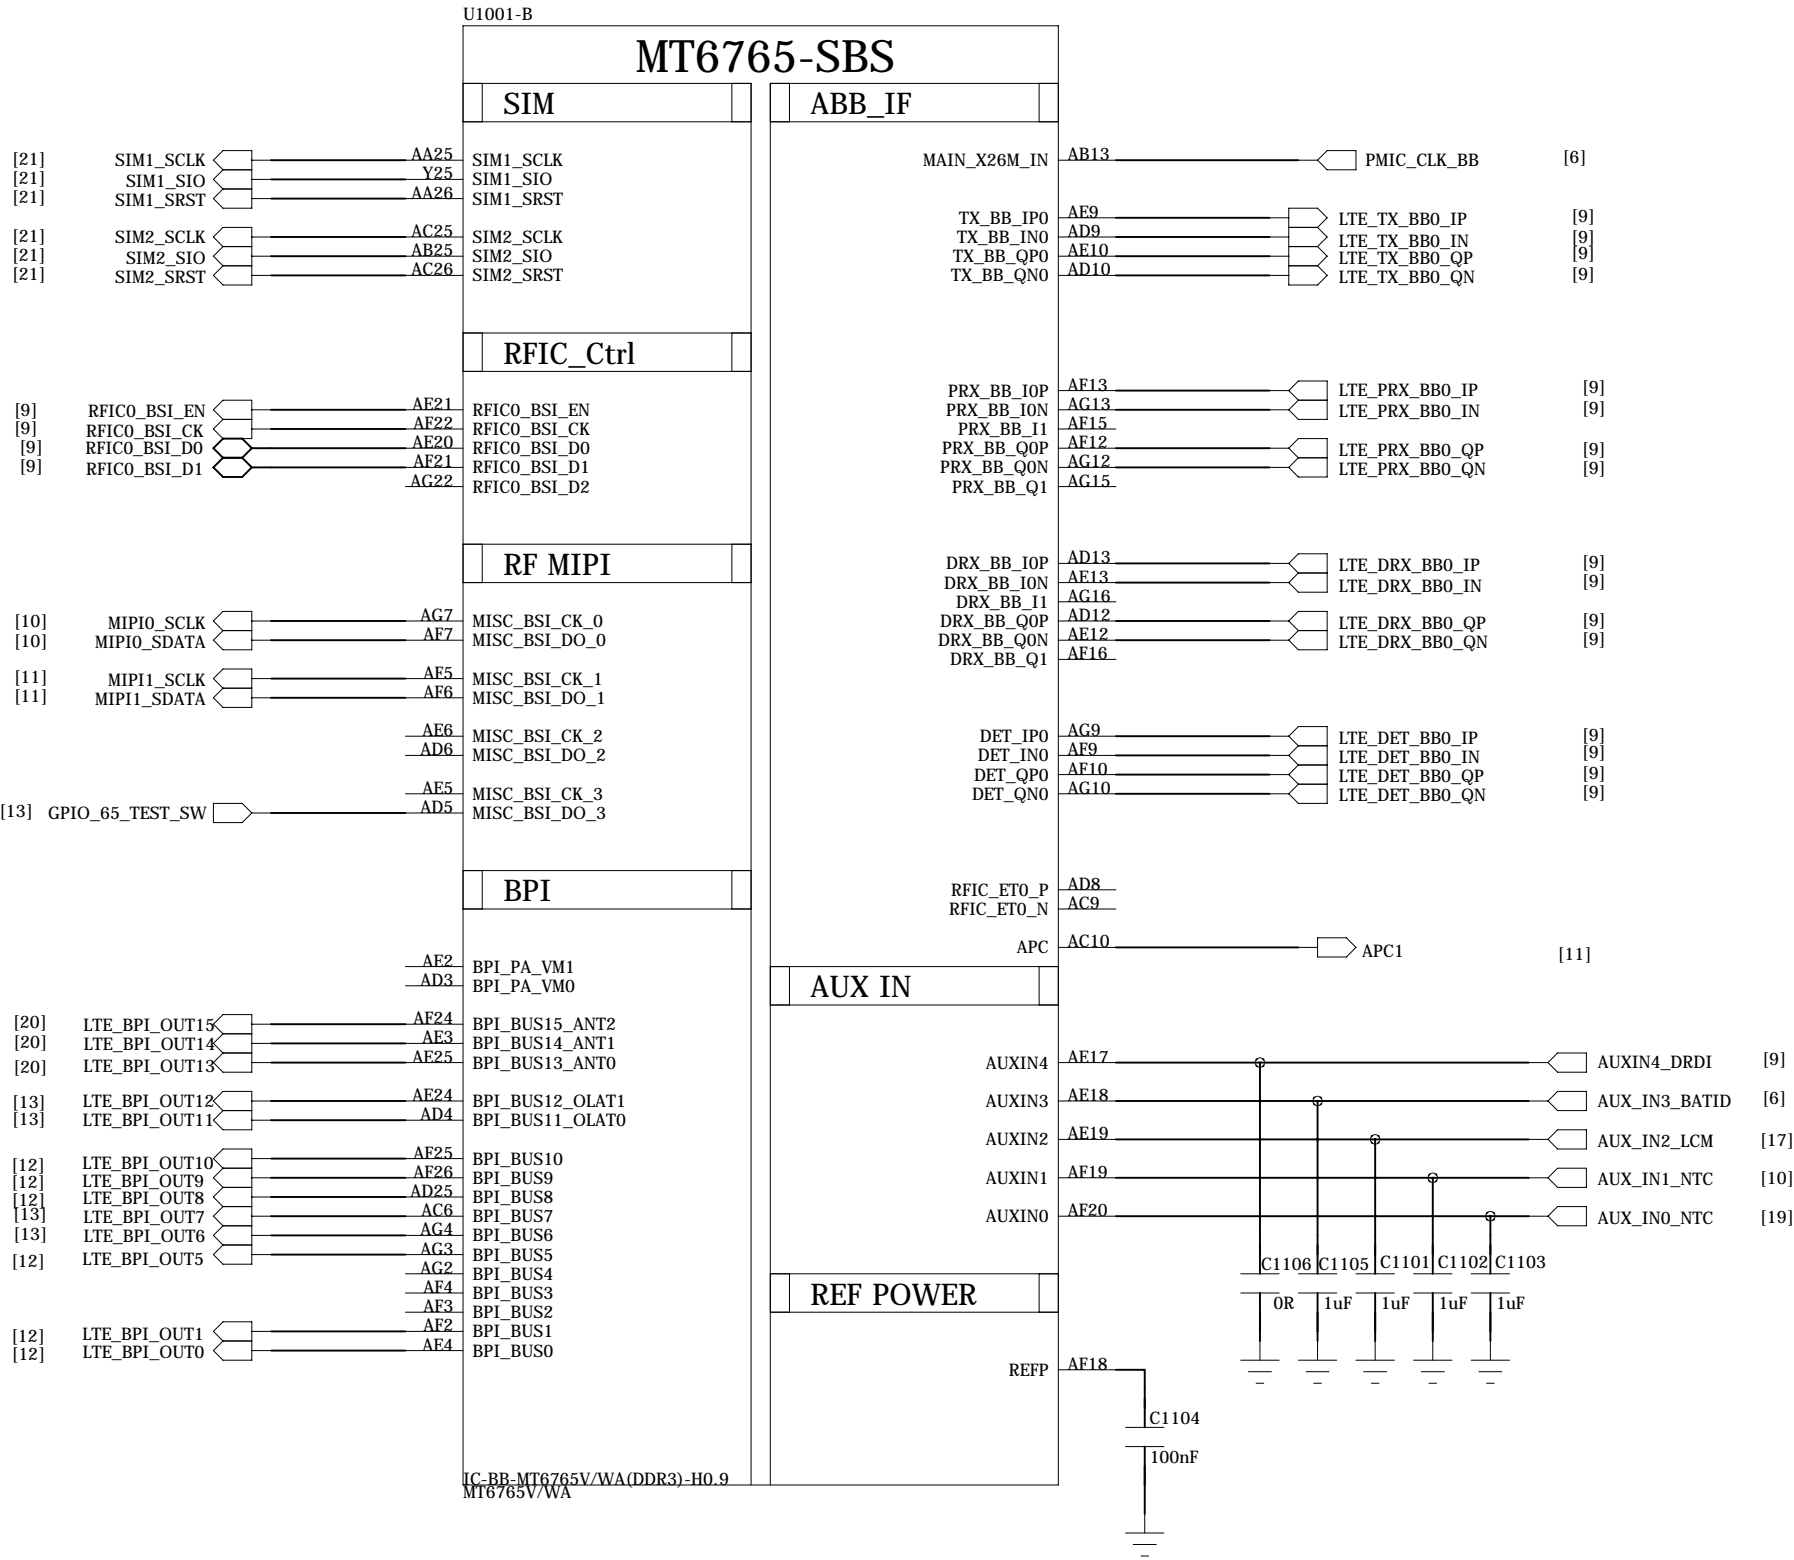 U1001-B
MT6765-SBS
SIM
ABB_IF
[21] SIM1_SCLK AA25 SIM1_SCLK
[21] SIM1_SIO Y25 SIM1_SIO
[21] SIM1_SRST AA26 SIM1_SRST
[21] SIM2_SCLK AC25 SIM2_SCLK
[21] SIM2_SIO AB25 SIM2_SIO
[21] SIM2_SRST AC26 SIM2_SRST
RFIC_Ctrl
[9] RFIC0_BSI_EN AE21 RFIC0_BSI_EN
[9] RFIC0_BSI_CK AF22 RFIC0_BSI_CK
[9] RFIC0_BSI_D0 AE20 RFIC0_BSI_D0
[9] RFIC0_BSI_D1 AF21 RFIC0_BSI_D1
AG22 RFIC0_BSI_D2
RF MIPI
[10] MIPI0_SCLK AG7 MISC_BSI_CK_0
[10] MIPI0_SDATA AF7 MISC_BSI_DO_0
[11] MIPI1_SCLK AF5 MISC_BSI_CK_1
[11] MIPI1_SDATA AF6 MISC_BSI_DO_1
AE6 MISC_BSI_CK_2
AD6 MISC_BSI_DO_2
AE5 MISC_BSI_CK_3
[13] GPIO_65_TEST_SW AD5 MISC_BSI_DO_3
BPI
AE2 BPI_PA_VM1
AD3 BPI_PA_VM0
[20] LTE_BPI_OUT15 AF24 BPI_BUS15_ANT2
[20] LTE_BPI_OUT14 AE3 BPI_BUS14_ANT1
[20] LTE_BPI_OUT13 AE25 BPI_BUS13_ANT0
[13] LTE_BPI_OUT12 AE24 BPI_BUS12_OLAT1
[13] LTE_BPI_OUT11 AD4 BPI_BUS11_OLAT0
[12] LTE_BPI_OUT10 AF25 BPI_BUS10
[12] LTE_BPI_OUT9 AF26 BPI_BUS9
[12] LTE_BPI_OUT8 AD25 BPI_BUS8
[13] LTE_BPI_OUT7 AC6 BPI_BUS7
[13] LTE_BPI_OUT6 AG4 BPI_BUS6
[12] LTE_BPI_OUT5 AG3 BPI_BUS5
AG2 BPI_BUS4
AF4 BPI_BUS3
AF3 BPI_BUS2
[12] LTE_BPI_OUT1 AF2 BPI_BUS1
[12] LTE_BPI_OUT0 AE4 BPI_BUS0
IC-BB-MT6765V/WA(DDR3)-H0.9
MT6765V/WA
MAIN_X26M_IN AB13 PMIC_CLK_BB [6]
TX_BB_IP0 AE9 LTE_TX_BB0_IP [9]
TX_BB_IN0 AD9 LTE_TX_BB0_IN [9]
TX_BB_QP0 AE10 LTE_TX_BB0_QP [9]
TX_BB_QN0 AD10 LTE_TX_BB0_QN [9]
PRX_BB_I0P AF13 LTE_PRX_BB0_IP [9]
PRX_BB_I0N AG13 LTE_PRX_BB0_IN [9]
PRX_BB_I1 AF15
PRX_BB_Q0P AF12 LTE_PRX_BB0_QP [9]
PRX_BB_Q0N AG12 LTE_PRX_BB0_QN [9]
PRX_BB_Q1 AG15
DRX_BB_I0P AD13 LTE_DRX_BB0_IP [9]
DRX_BB_I0N AE13 LTE_DRX_BB0_IN [9]
DRX_BB_I1 AG16
DRX_BB_Q0P AD12 LTE_DRX_BB0_QP [9]
DRX_BB_Q0N AE12 LTE_DRX_BB0_QN [9]
DRX_BB_Q1 AF16
DET_IP0 AG9 LTE_DET_BB0_IP [9]
DET_IN0 AF9 LTE_DET_BB0_IN [9]
DET_QP0 AF10 LTE_DET_BB0_QP [9]
DET_QN0 AG10 LTE_DET_BB0_QN [9]
RFIC_ET0_P AD8
RFIC_ET0_N AC9
APC AC10 APC1 [11]
AUX IN
AUXIN4 AE17 AUXIN4_DRDI [9]
AUXIN3 AE18 AUX_IN3_BATID [6]
AUXIN2 AE19 AUX_IN2_LCM [17]
AUXIN1 AF19 AUX_IN1_NTC [10]
AUXIN0 AF20 AUX_IN0_NTC [19]
C1106 C1105 C1101 C1102 C1103
0R 1uF 1uF 1uF 1uF
REF POWER
REFP AF18
C1104
100nF